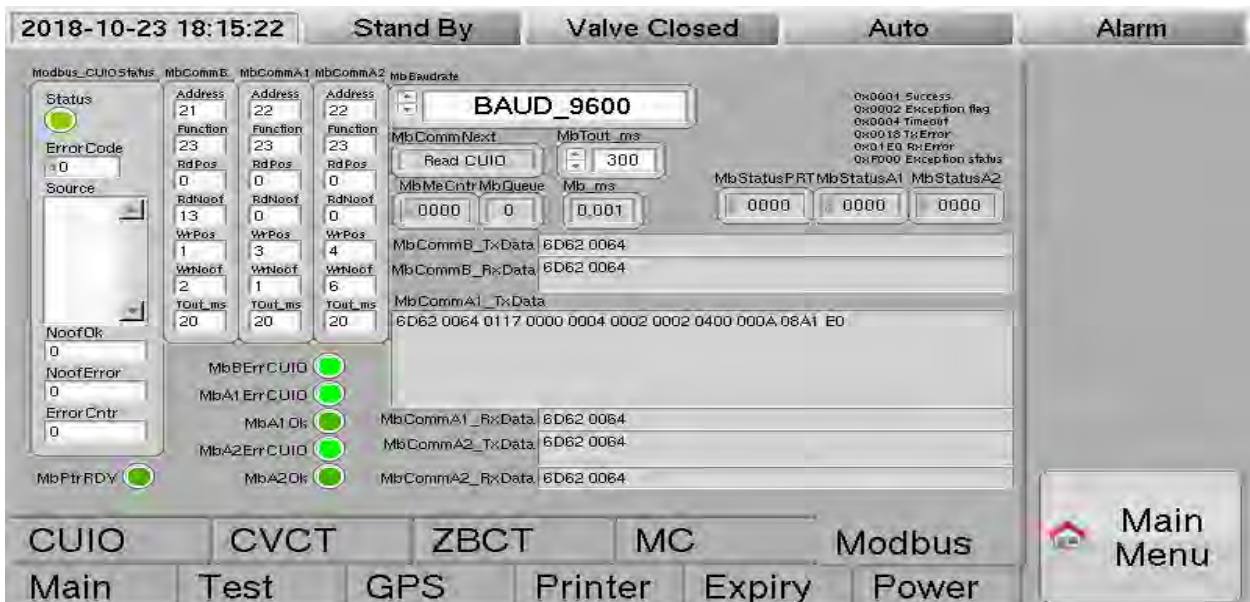 2018-10-23 18:15:22 Stand By Valve Closed Auto Alarm
Modbus_CUIOStatus MbCommB MbCommA1 MbCommA2 MbBaudrate
Status
ErrorCode
0
Source
NoofOk
0
NoofError
0
ErrorCntr
0
MbPtrRDY
Address
21
Function
23
RdPos
0
RdNoof
13
WrPos
1
WrNoof
2
TOut_ms
20
Address
22
Function
23
RdPos
0
RdNoof
0
WrPos
3
WrNoof
1
TOut_ms
20
Address
22
Function
23
RdPos
0
RdNoof
0
WrPos
4
WrNoof
6
TOut_ms
20
MbBErrCUIO
MbA1ErrCUIO
MbA1Ok
MbA2ErrCUIO
MbA2Ok
BAUD_9600
MbCommNext MbTout_ms
Read CUIO 300
MbMeCntr MbQueue Mb_ms
0000 0 0.001
0x0001 Success
0x0002 Exception flag
0x0004 Timeout
0x0018 TxError
0x01E0 RxError
0xF000 Exception status
MbStatusPRT MbStatusA1 MbStatusA2
0000 0000 0000
MbCommB_TxData 6D62 0064
MbCommB_RxData 6D62 0064
MbCommA1_TxData
6D62 0064 0117 0000 0004 0002 0002 0400 000A 08A1 E0
MbCommA1_RxData 6D62 0064
MbCommA2_TxData 6D62 0064
MbCommA2_RxData 6D62 0064
CUIO CVCT ZBCT MC Modbus
Main Test GPS Printer Expiry Power
Main
Menu